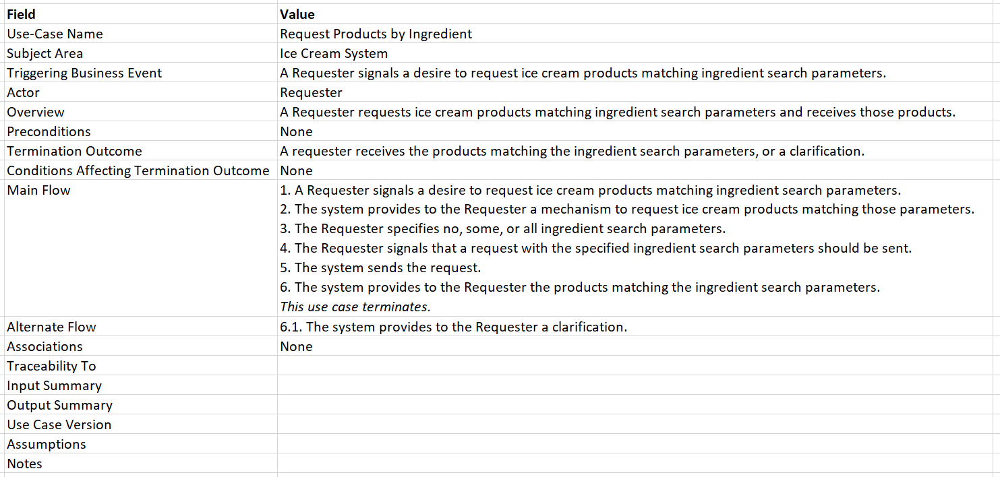 Field Value
Use-Case Name Request Products by Ingredient
Subject Area Ice Cream System
Triggering Business Event A Requester signals a desire to request ice cream products matching ingredient search parameters.
Actor Requester
Overview A Requester requests ice cream products matching ingredient search parameters and receives those products.
Preconditions None
Termination Outcome A requester receives the products matching the ingredient search parameters, or a clarification.
Conditions Affecting Termination Outcome None
Main Flow 1. A Requester signals a desire to request ice cream products matching ingredient search parameters.
2. The system provides to the Requester a mechanism to request ice cream products matching those parameters.
3. The Requester specifies no, some, or all ingredient search parameters.
4. The Requester signals that a request with the specified ingredient search parameters should be sent.
5. The system sends the request.
6. The system provides to the Requester the products matching the ingredient search parameters.
This use case terminates.
Alternate Flow 6.1. The system provides to the Requester a clarification.
Associations None
Traceability To
Input Summary
Output Summary
Use Case Version
Assumptions
Notes